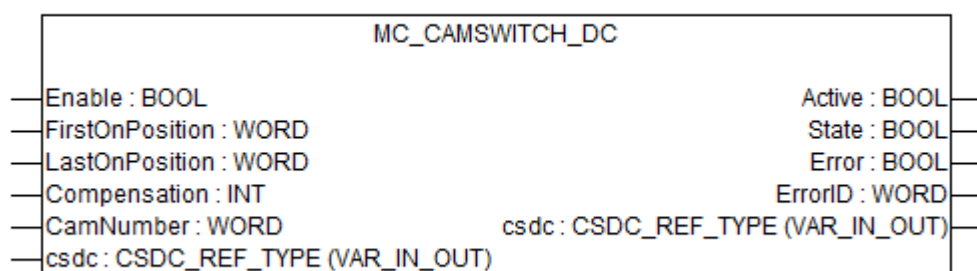 MC_CAMSWITCH_DC
Enable : BOOL Active : BOOL
FirstOnPosition : WORD State : BOOL
LastOnPosition : WORD Error : BOOL
Compensation : INT ErrorID : WORD
CamNumber : WORD csdc : CSDC_REF_TYPE (VAR_IN_OUT)
csdc : CSDC_REF_TYPE (VAR_IN_OUT)